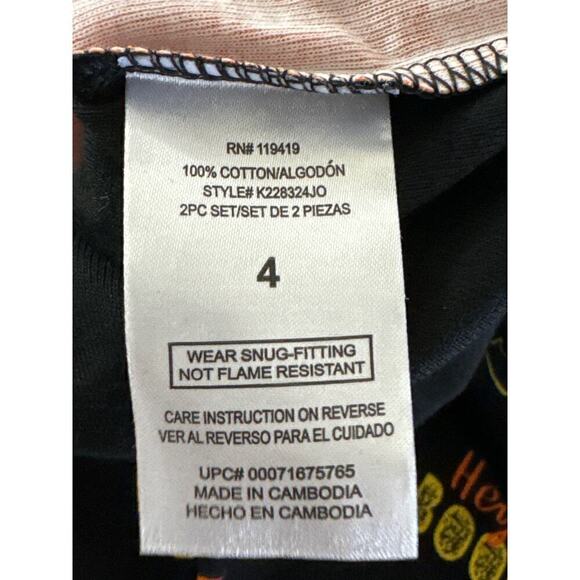 RN# 119419
100% COTTON/ALGODÓN
STYLE# K228324JO
2PC SET/SET DE 2 PIEZAS
4
WEAR SNUG-FITTING
NOT FLAME RESISTANT
CARE INSTRUCTION ON REVERSE
VER AL REVERSO PARA EL CUIDADO
UPC# 00071675765
MADE IN CAMBODIA
HECHO EN CAMBODIA